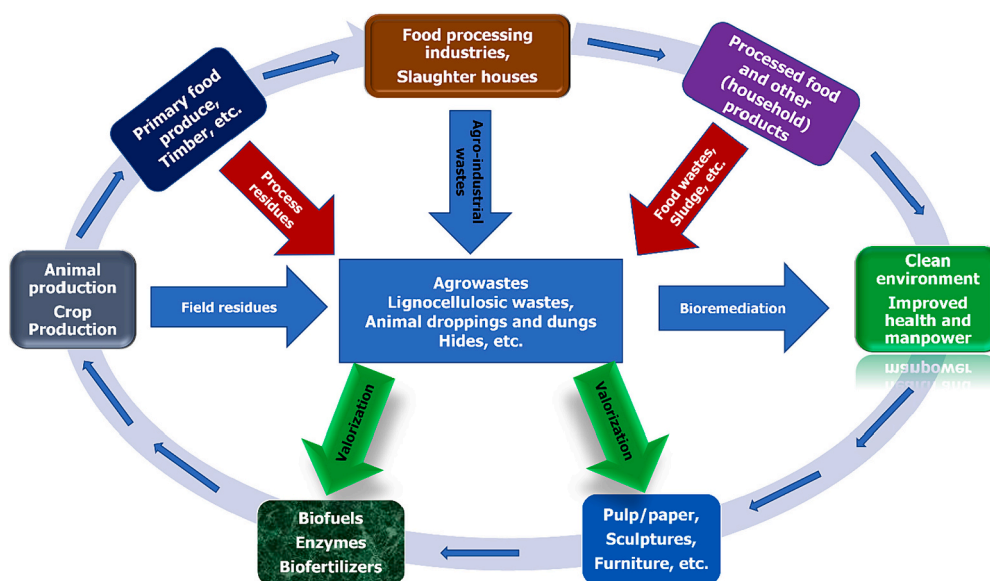 Food processing
industries,
Slaughter houses
Processed food
and other
(household)
products
Primary food
produce,
Timber, etc.
Process
residues
Agro-industrial
wastes
Food wastes,
Sludge, etc.
Animal
production
Crop
Production
Field residues
Agrowastes
Lignocellulosic wastes,
Animal droppings and dungs
Hides, etc.
Bioremediation
Clean
environment
Improved
health and
manpower
Valorization
Valorization
Biofuels
Enzymes
Biofertilizers
Pulp/paper,
Sculptures,
Furniture, etc.